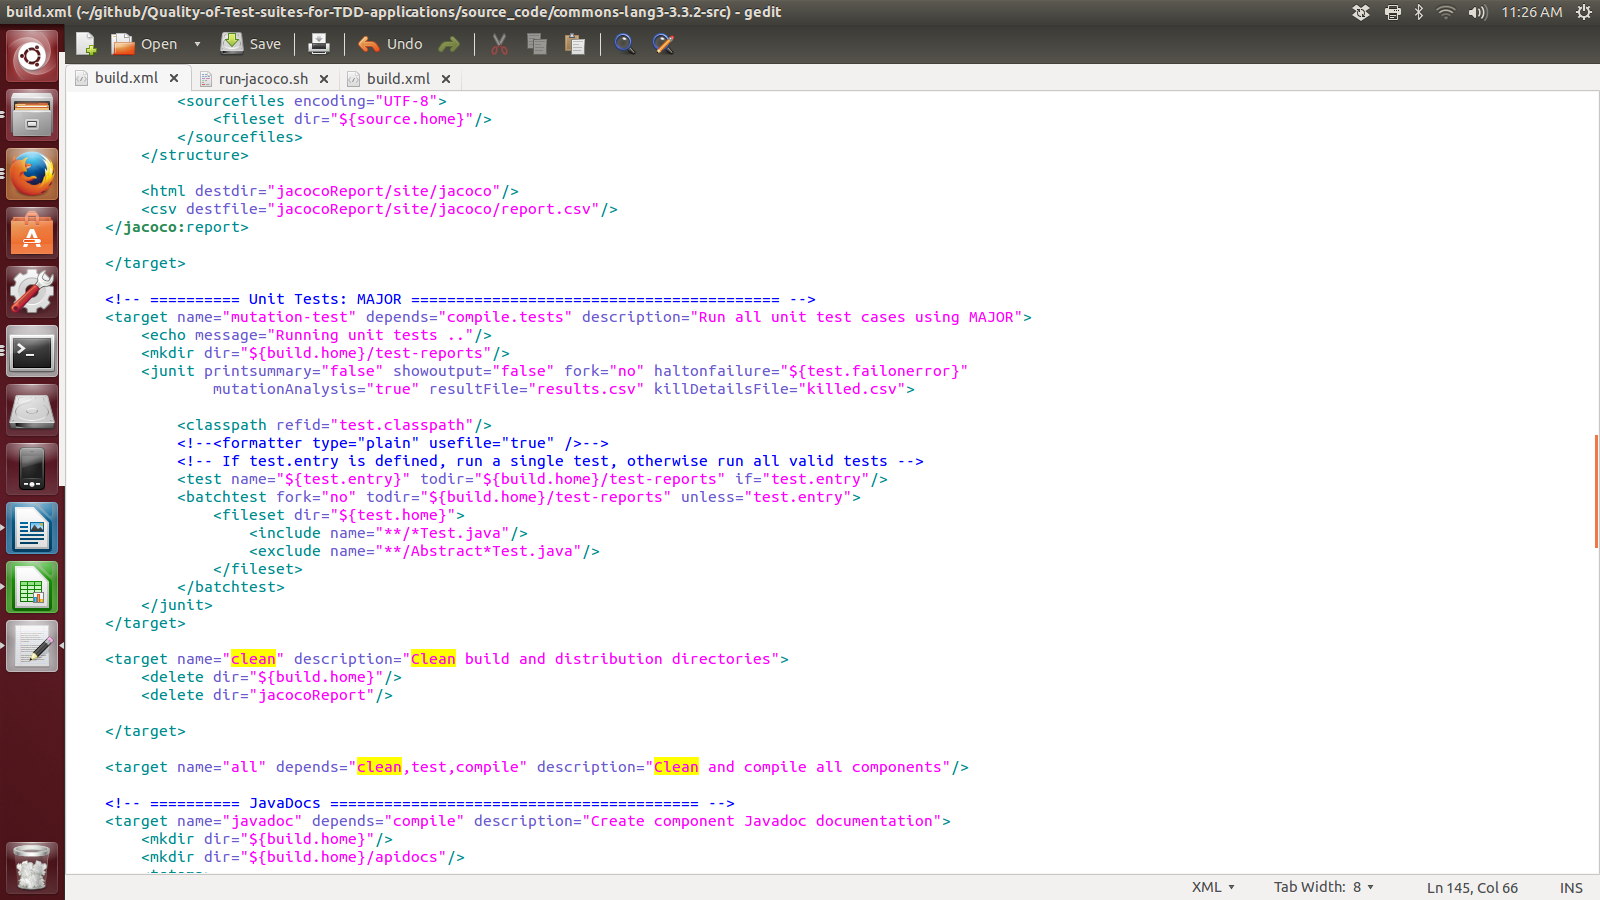 build.xml (~/github/Quality-of-Test-suites-for-TDD-applications/source_code/commons-lang3-3.3.2-src) - gedit
11:26 AM
Open
Save
Undo
build.xml
run-jacoco.sh
build.xml
<sourcefiles encoding="UTF-8">
<fileset dir="${source.home}"/>
</sourcefiles>
</structure>
<html destdir="jacocoReport/site/jacoco"/>
<csv destfile="jacocoReport/site/jacoco/report.csv"/>
</jacoco:report>
</target>
<!-- ========== Unit Tests: MAJOR ========================================= -->
<target name="mutation-test" depends="compile.tests" description="Run all unit test cases using MAJOR">
<echo message="Running unit tests .."/>
<mkdir dir="${build.home}/test-reports"/>
<junit printsummary="false" showoutput="false" fork="no" haltonfailure="${test.failonerror}"
mutationAnalysis="true" resultFile="results.csv" killDetailsFile="killed.csv">
<classpath refid="test.classpath"/>
<!--<formatter type="plain" usefile="true" />-->
<!-- If test.entry is defined, run a single test, otherwise run all valid tests -->
<test name="${test.entry}" todir="${build.home}/test-reports" if="test.entry"/>
<batchtest fork="no" todir="${build.home}/test-reports" unless="test.entry">
<fileset dir="${test.home}">
<include name="**/*Test.java"/>
<exclude name="**/Abstract*Test.java"/>
</fileset>
</batchtest>
</junit>
</target>
<target name="clean" description="Clean build and distribution directories">
<delete dir="${build.home}"/>
<delete dir="jacocoReport"/>
</target>
<target name="all" depends="clean,test,compile" description="Clean and compile all components"/>
<!-- ========== JavaDocs ========================================= -->
<target name="javadoc" depends="compile" description="Create component Javadoc documentation">
<mkdir dir="${build.home}"/>
<mkdir dir="${build.home}/apidocs"/>
XML
Tab Width: 8
Ln 145, Col 66
INS